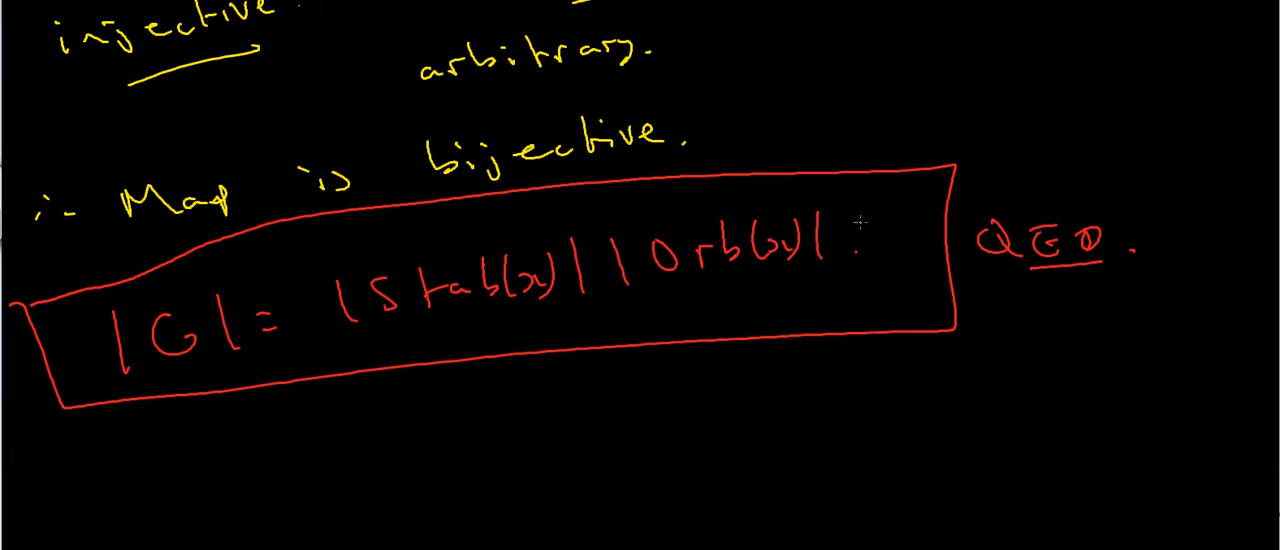 injective.
arbitrary.
∴ Map is bijective.
|G| = |Stab(x)| |Orb(x)| . QED.